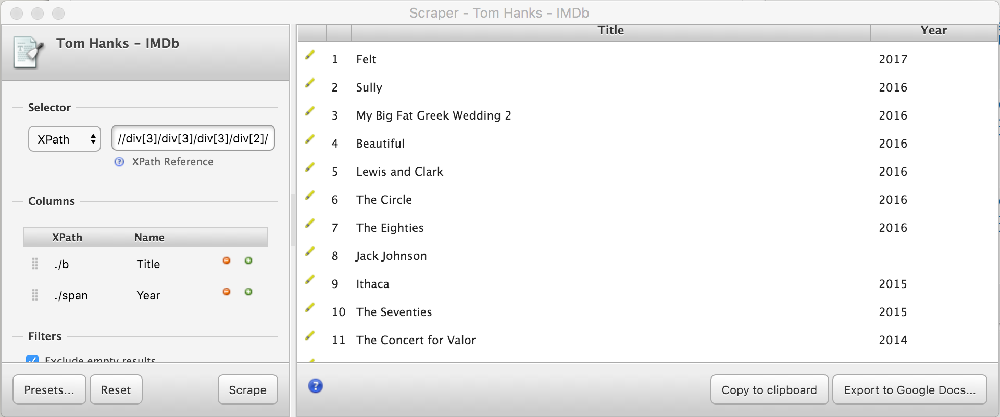 Scraper - Tom Hanks - IMDb
Tom Hanks - IMDb
Selector
XPath
//div[3]/div[3]/div[3]/div[2]/
XPath Reference
Columns
XPath Name
./b Title
./span Year
Filters
Exclude empty results
Presets...
Reset
Scrape
Title Year
1 Felt 2017
2 Sully 2016
3 My Big Fat Greek Wedding 2 2016
4 Beautiful 2016
5 Lewis and Clark 2016
6 The Circle 2016
7 The Eighties 2016
8 Jack Johnson
9 Ithaca 2015
10 The Seventies 2015
11 The Concert for Valor 2014
?
Copy to clipboard
Export to Google Docs...